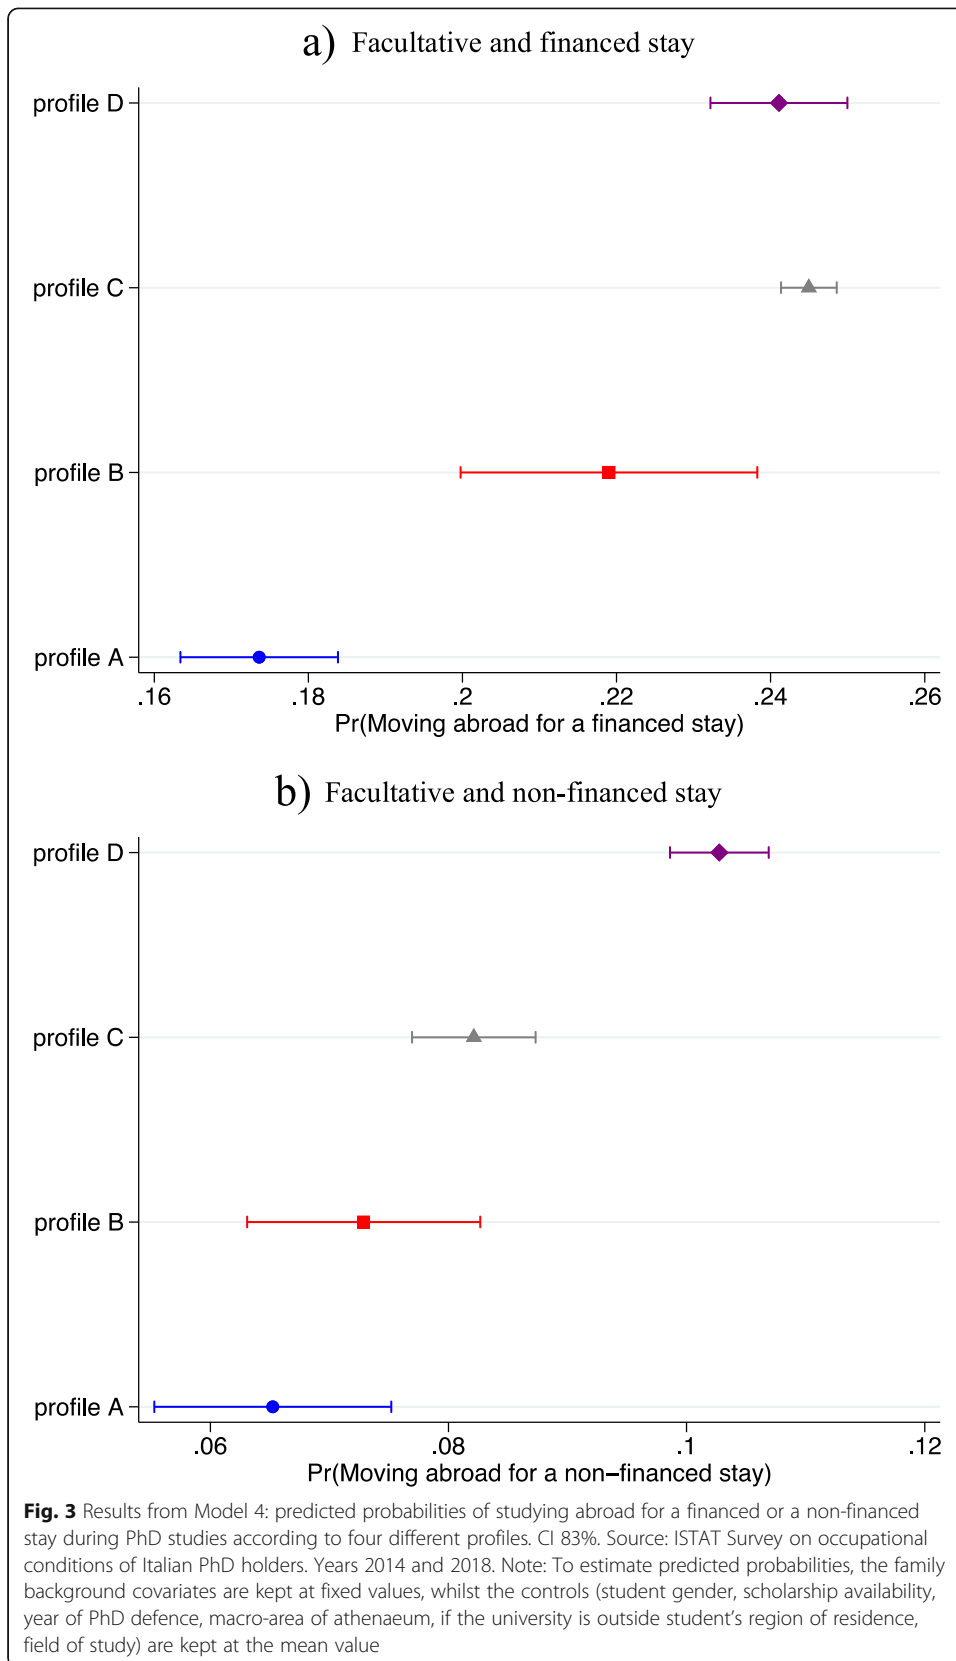 a) Facultative and financed stay
profile D
profile C
profile B
profile A
.16 .18 .2 .22 .24 .26
Pr(Moving abroad for a financed stay)
b) Facultative and non-financed stay
profile D
profile C
profile B
profile A
.06 .08 .1 .12
Pr(Moving abroad for a non−financed stay)
Fig. 3 Results from Model 4: predicted probabilities of studying abroad for a financed or a non-financed
stay during PhD studies according to four different profiles. CI 83%. Source: ISTAT Survey on occupational
conditions of Italian PhD holders. Years 2014 and 2018. Note: To estimate predicted probabilities, the family
background covariates are kept at fixed values, whilst the controls (student gender, scholarship availability,
year of PhD defence, macro-area of athenaeum, if the university is outside student's region of residence,
field of study) are kept at the mean value